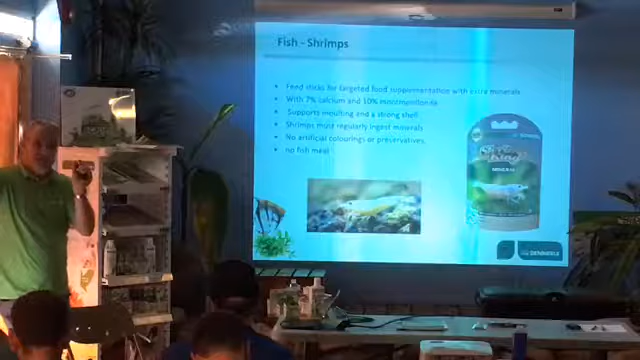 Fish - Shrimps
Feed sticks for targeted food supplementation with extra minerals
With 7% calcium and 10% montmorillonite
Supports moulting and a strong shell
Shrimps must regularly ingest minerals
No artificial colourings or preservatives
no fish meal
MINERAL
DENNERLE